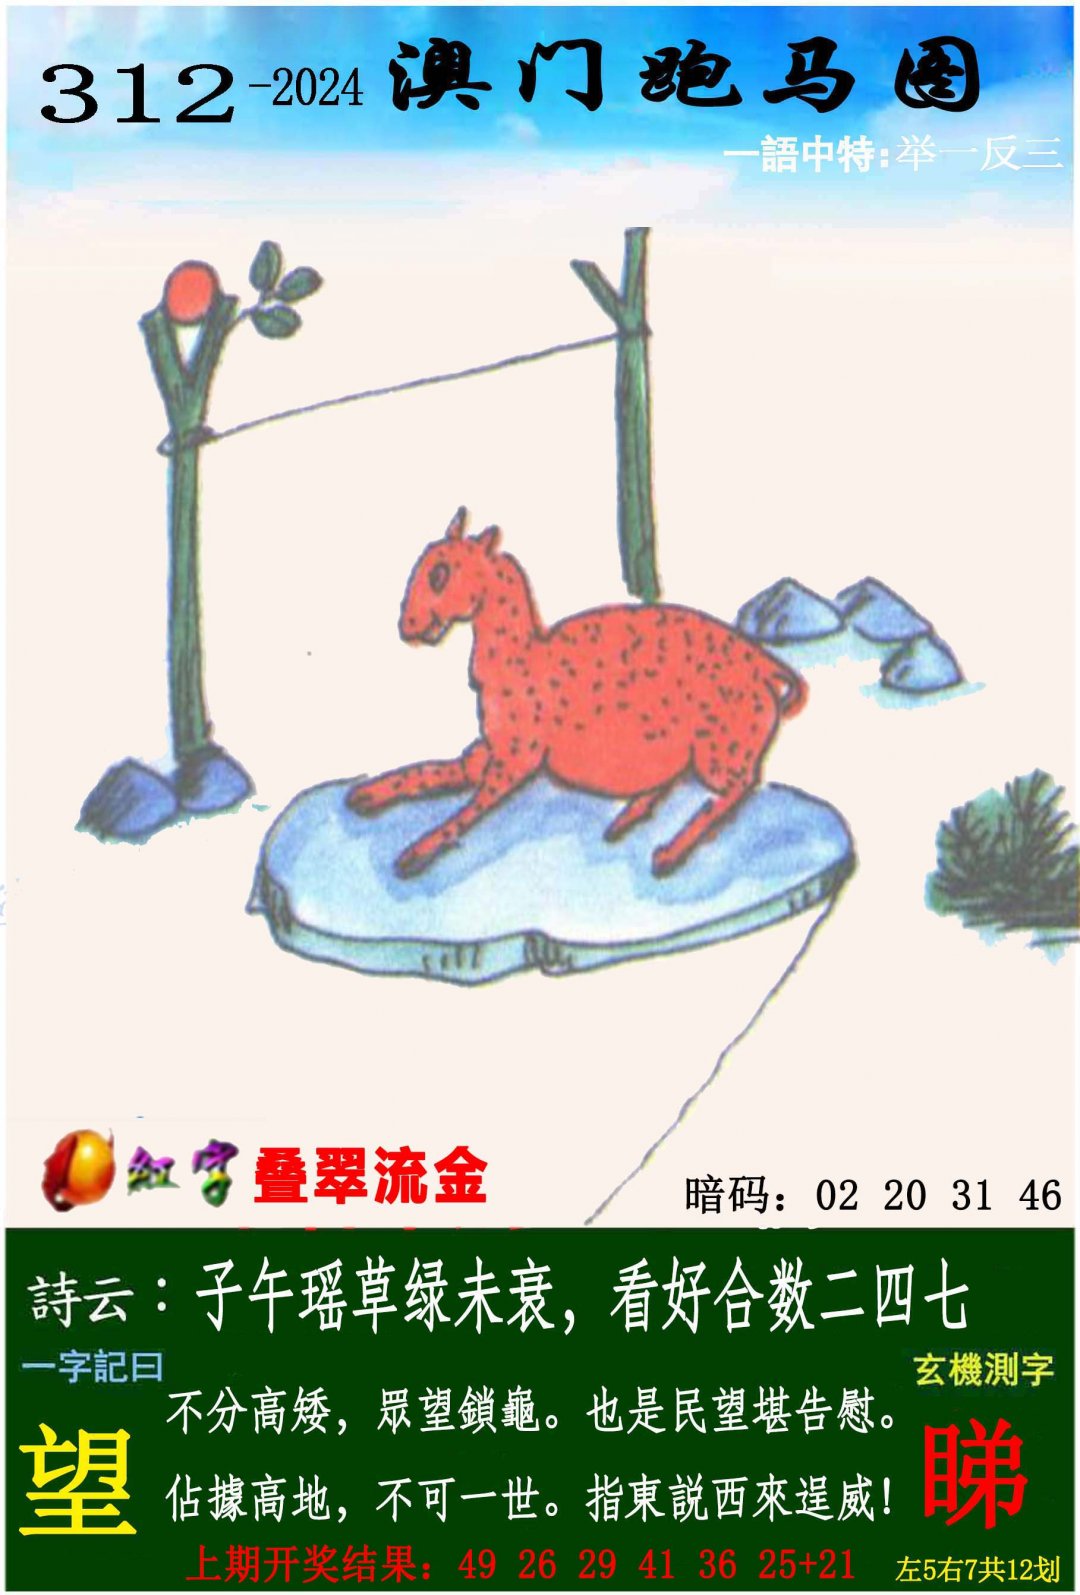 312-2024 澳门跑马图
一語中特:举一反三
红字 叠翠流金
暗码：02 20 31 46
詩云：子午瑶草绿未衰，看好合数二四七
一字記曰
玄機測字
望
睇
不分高矮，眾望鎖龜。也是民望堪告慰。
佔據高地，不可一世。指東説西來逞威!
上期开奖结果：49 26 29 41 36 25+21
左5右7共12划